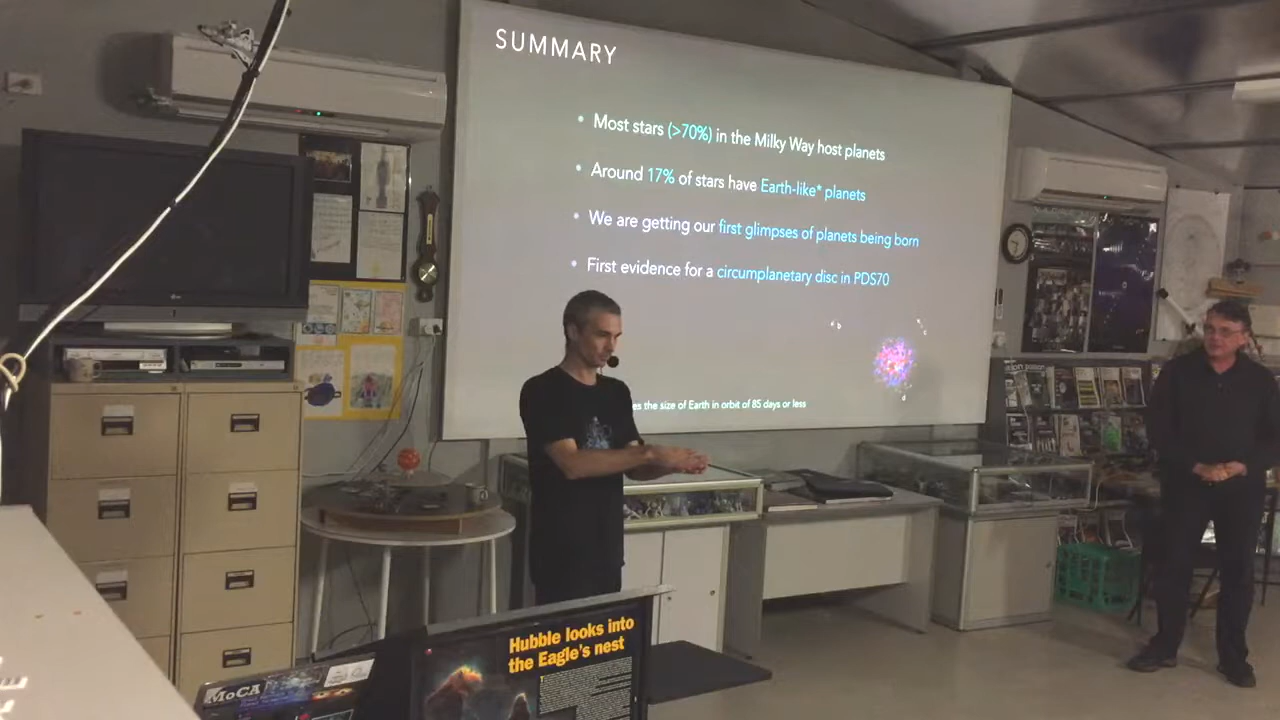 SUMMARY
• Most stars (>70%) in the Milky Way host planets
• Around 17% of stars have Earth-like* planets
• We are getting our first glimpses of planets being born
• First evidence for a circumplanetary disc in PDS70
es the size of Earth in orbit of 85 days or less
Hubble looks into
the Eagle's nest
MoCA